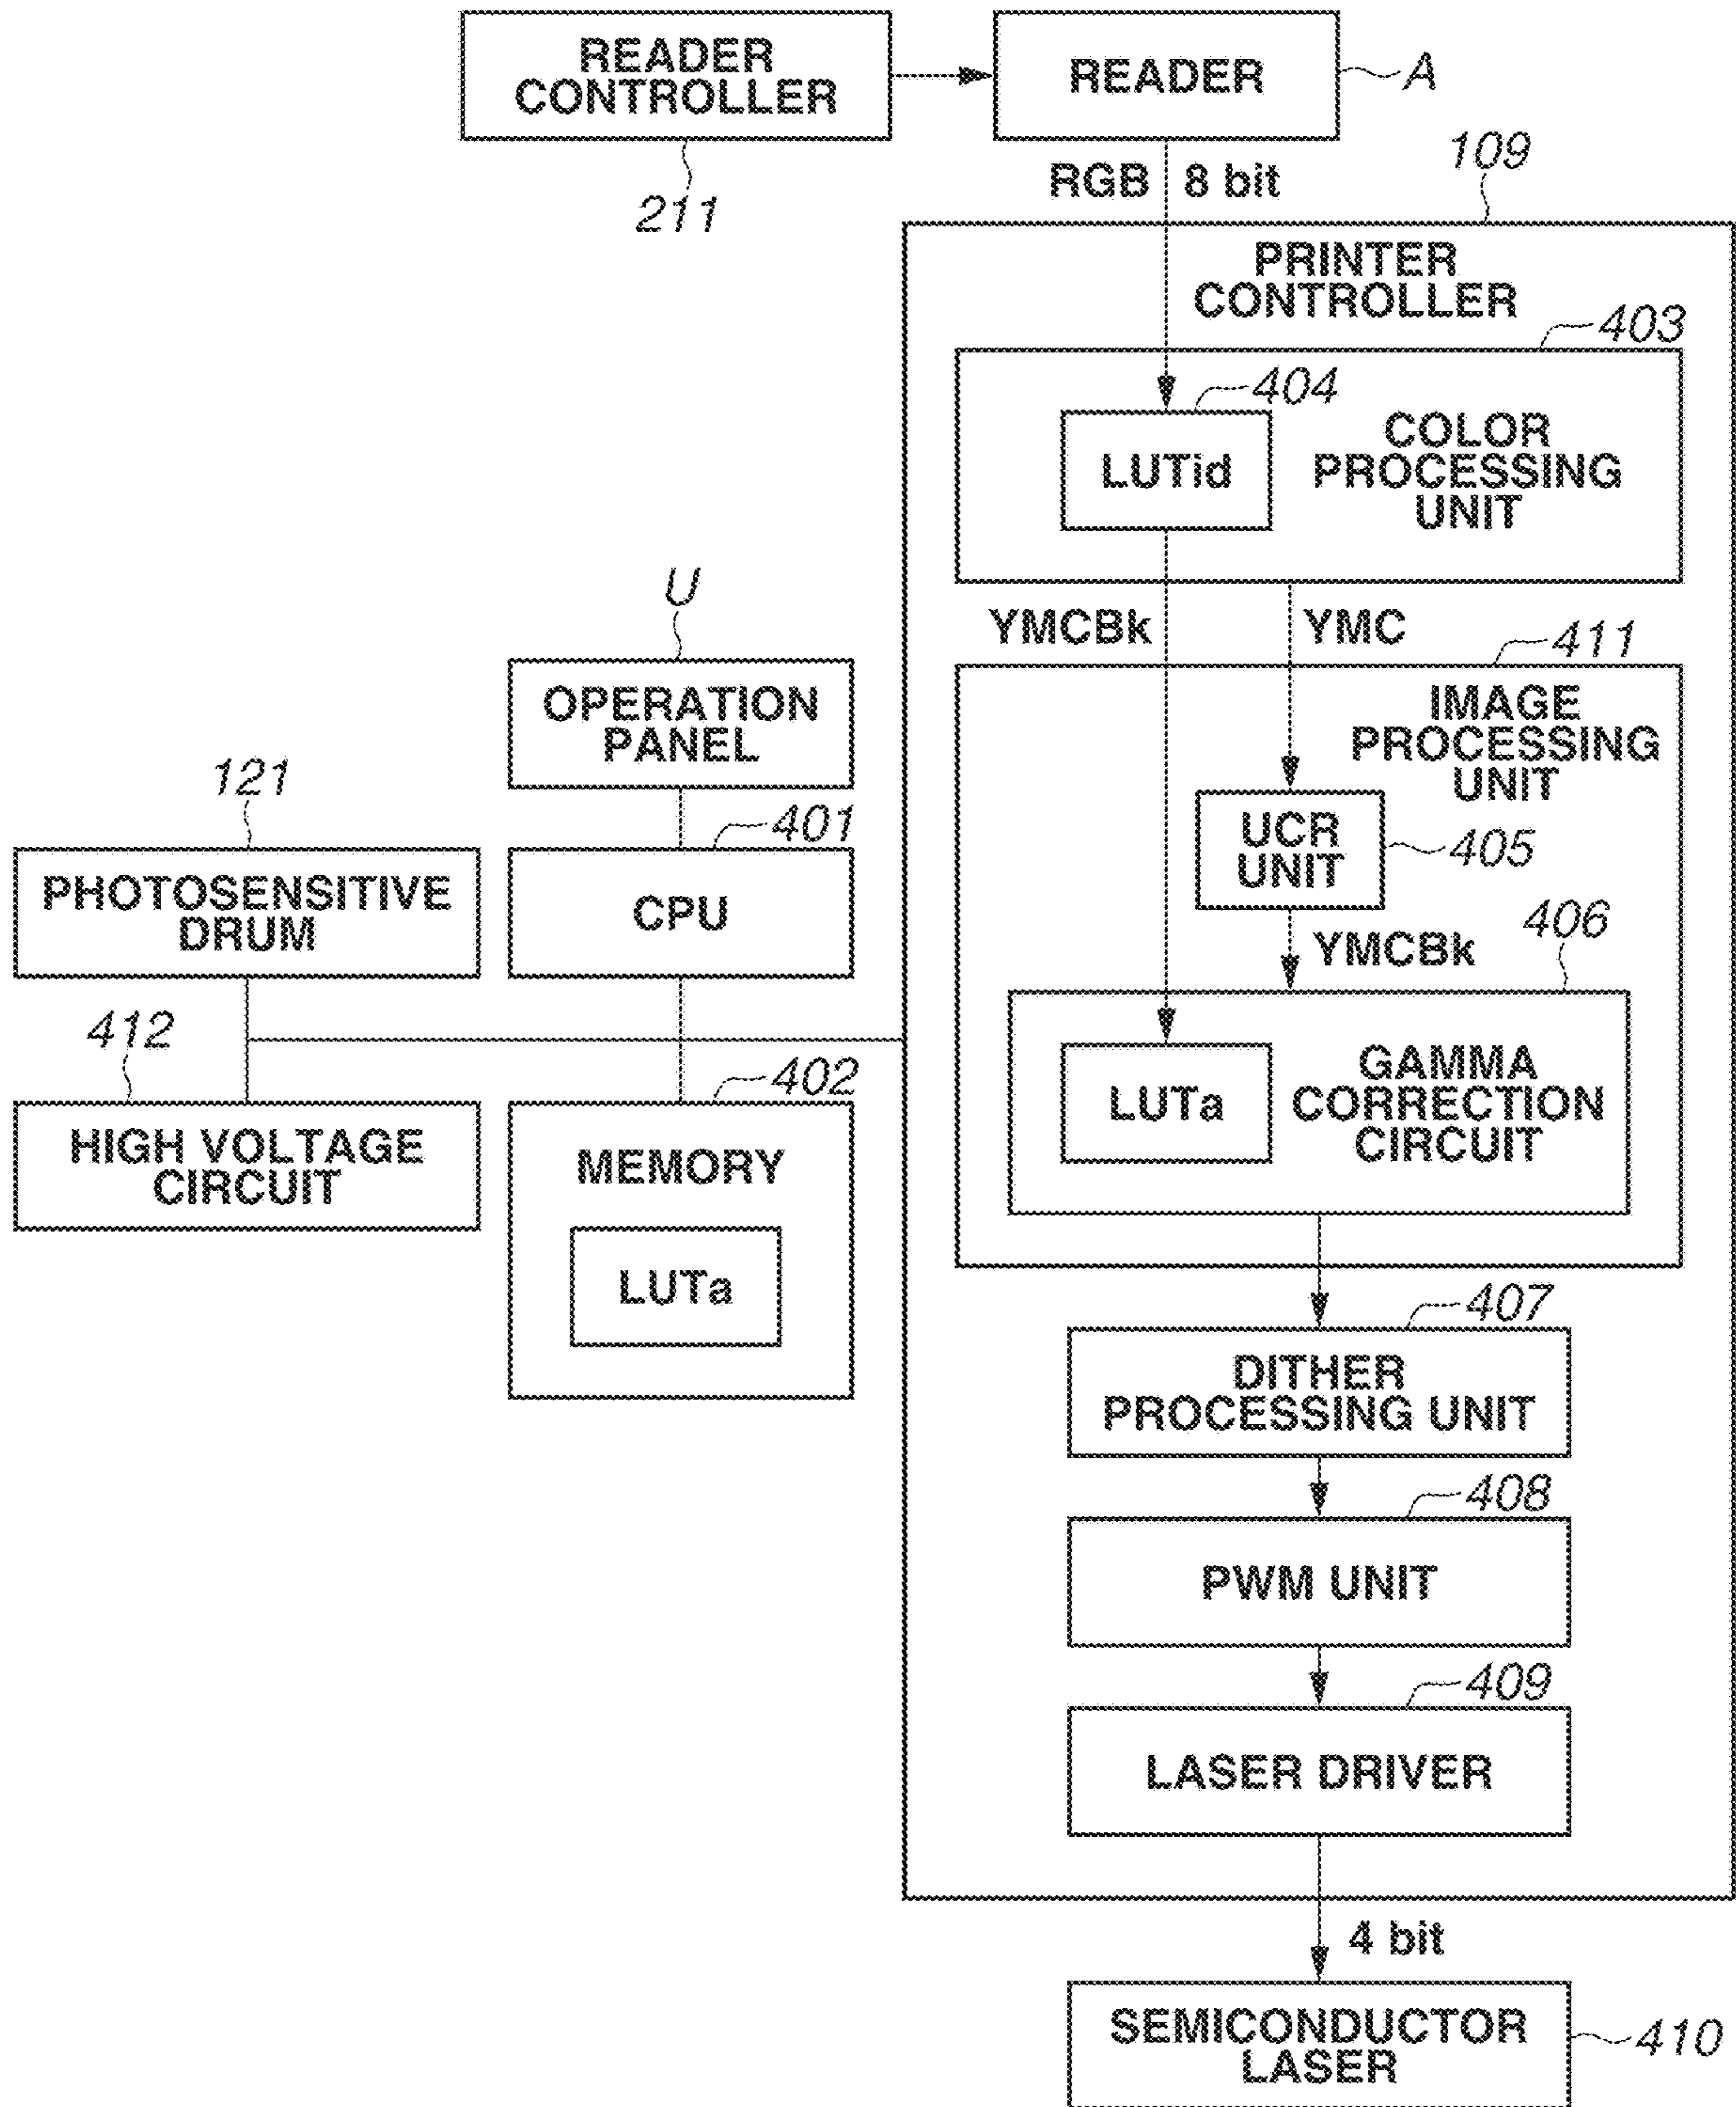 READER
CONTROLLER
READER
A
211
RGB
8 bit
109
PRINTER
CONTROLLER
403
404
LUTid
COLOR
PROCESSING
UNIT
U
YMCBk
YMC
411
OPERATION
PANEL
IMAGE
PROCESSING
UNIT
121
401
UCR
UNIT
405
PHOTOSENSITIVE
DRUM
CPU
406
YMCBk
412
402
LUTa
GAMMA
CORRECTION
CIRCUIT
HIGH VOLTAGE
CIRCUIT
MEMORY
LUTa
407
DITHER
PROCESSING UNIT
408
PWM UNIT
409
LASER DRIVER
4 bit
SEMICONDUCTOR
LASER
410